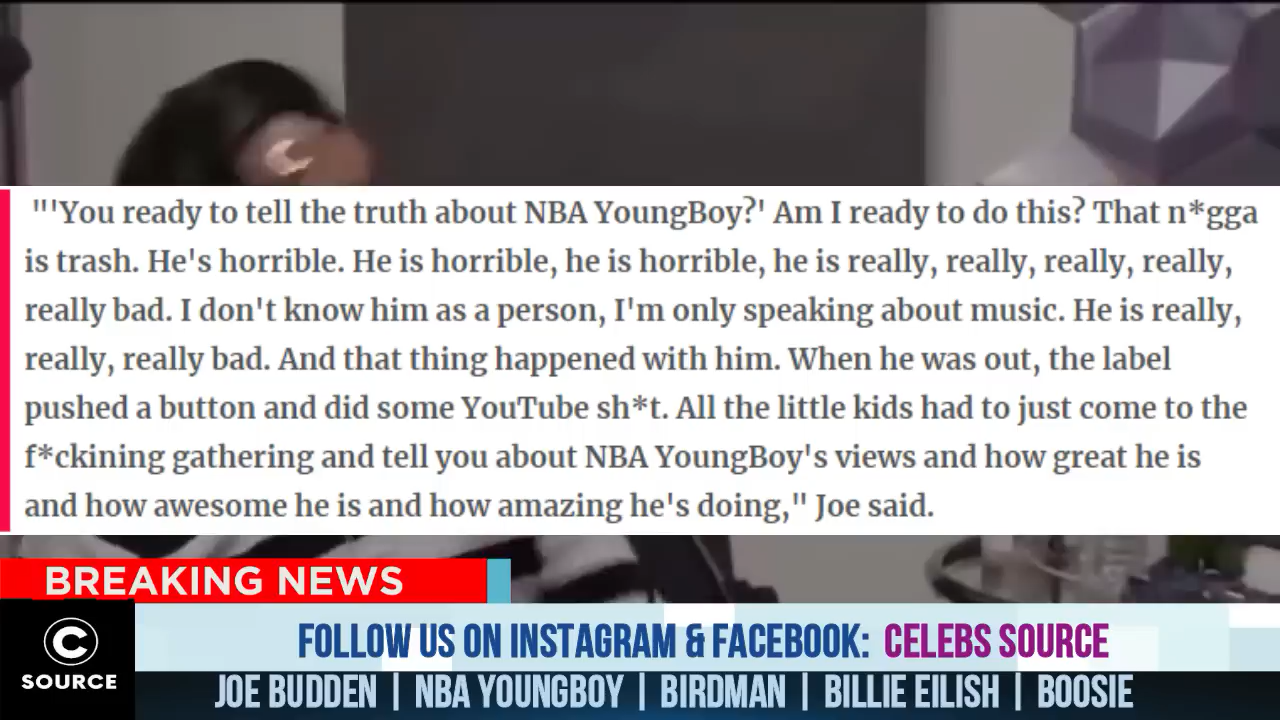 "'You ready to tell the truth about NBA YoungBoy?' Am I ready to do this? That n*gga
is trash. He's horrible. He is horrible, he is horrible, he is really, really, really, really,
really bad. I don't know him as a person, I'm only speaking about music. He is really,
really, really bad. And that thing happened with him. When he was out, the label
pushed a button and did some YouTube sh*t. All the little kids had to just come to the
f*ckining gathering and tell you about NBA YoungBoy's views and how great he is
and how awesome he is and how amazing he's doing," Joe said.
BREAKING NEWS
C
SOURCE
FOLLOW US ON INSTAGRAM & FACEBOOK: CELEBS SOURCE
JOE BUDDEN | NBA YOUNGBOY | BIRDMAN | BILLIE EILISH | BOOSIE